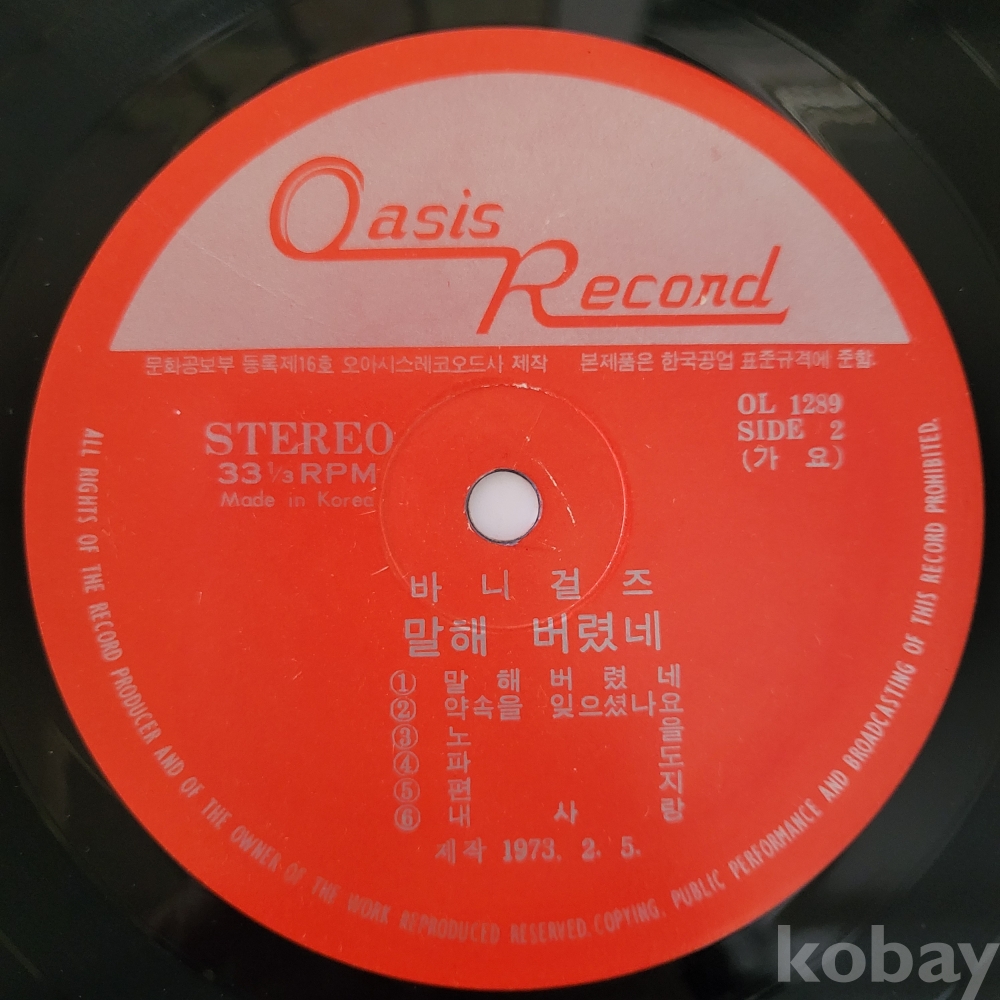 Oasis
Record
문화공보부 등록제16호 오아시스레코오드사 제작 본제품은 한국공업 표준규격에 준함.
STEREO
33 1/3 RPM
Made in Korea
OL 1289
SIDE 2
(가 요)
바 니 걸 즈
말해 버렸네
① 말 해 버 렸 네
② 약속을 잊으셨나요
③ 노 을
④ 파 도
⑤ 편 지
⑥ 내 사 랑
제작 1973. 2. 5.
ALL RIGHTS OF THE RECORD PRODUCER AND OF THE OWNER OF THE WORK REPRODUCED RESERVED. COPYING. PUBLIC PERFORMANCE AND BROADCASTING OF THIS RECORD PROHIBITED.
kobay